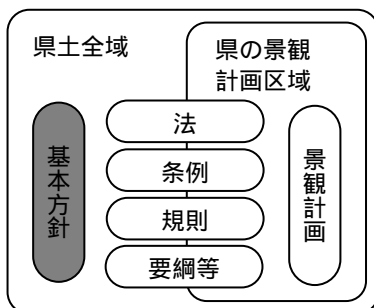 県土全域
県の景観
計画区域
基本方針
法
条例
規則
要綱等
景観計画